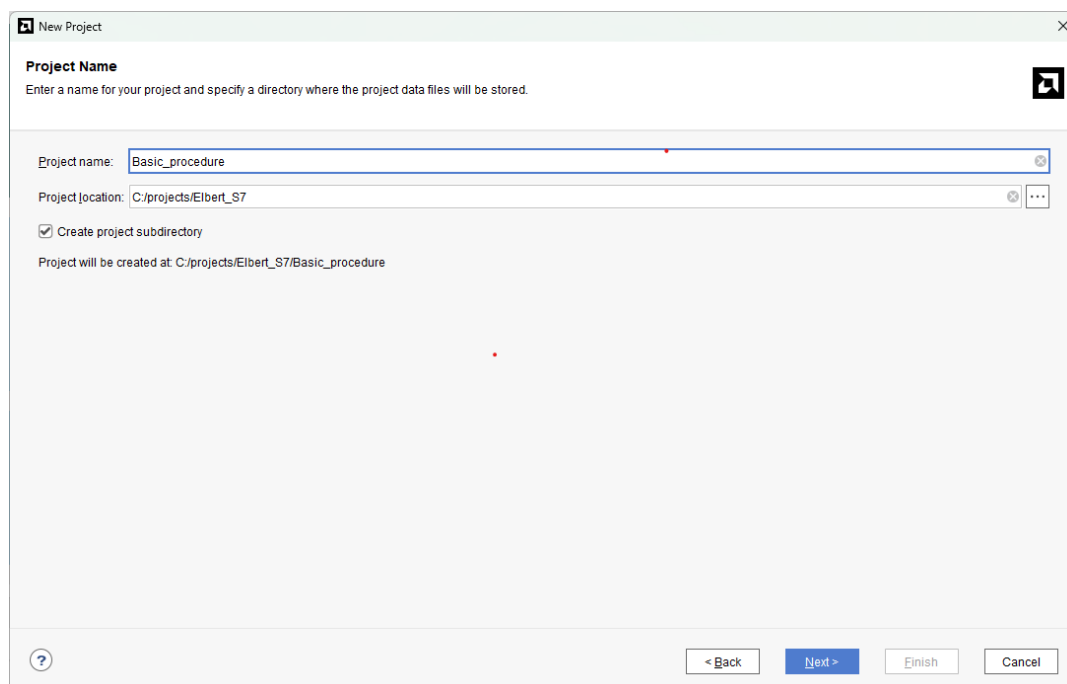 New Project
Project Name
Enter a name for your project and specify a directory where the project data files will be stored.
Project name: Basic_procedure
Project location: C:/projects/Elbert_S7
Create project subdirectory
Project will be created at: C:/projects/Elbert_S7/Basic_procedure
? < Back Next > Finish Cancel